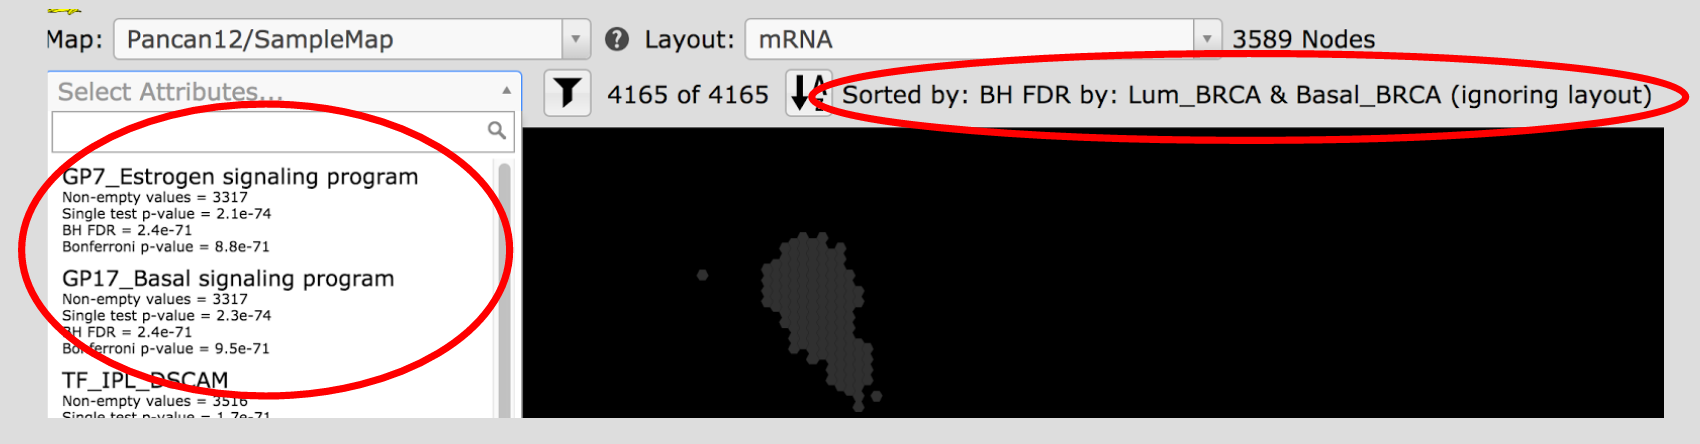 Map: Pancan12/SampleMap ? Layout: mRNA 3589 Nodes
Select Attributes... 4165 of 4165 A Z Sorted by: BH FDR by: Lum_BRCA & Basal_BRCA (ignoring layout)
GP7_Estrogen signaling program
Non-empty values = 3317
Single test p-value = 2.1e-74
BH FDR = 2.4e-71
Bonferroni p-value = 8.8e-71
GP17_Basal signaling program
Non-empty values = 3317
Single test p-value = 2.3e-74
BH FDR = 2.4e-71
Bonferroni p-value = 9.5e-71
TF_IPL_DSCAM
Non-empty values = 3516
Single test p-value = 1.7e-71